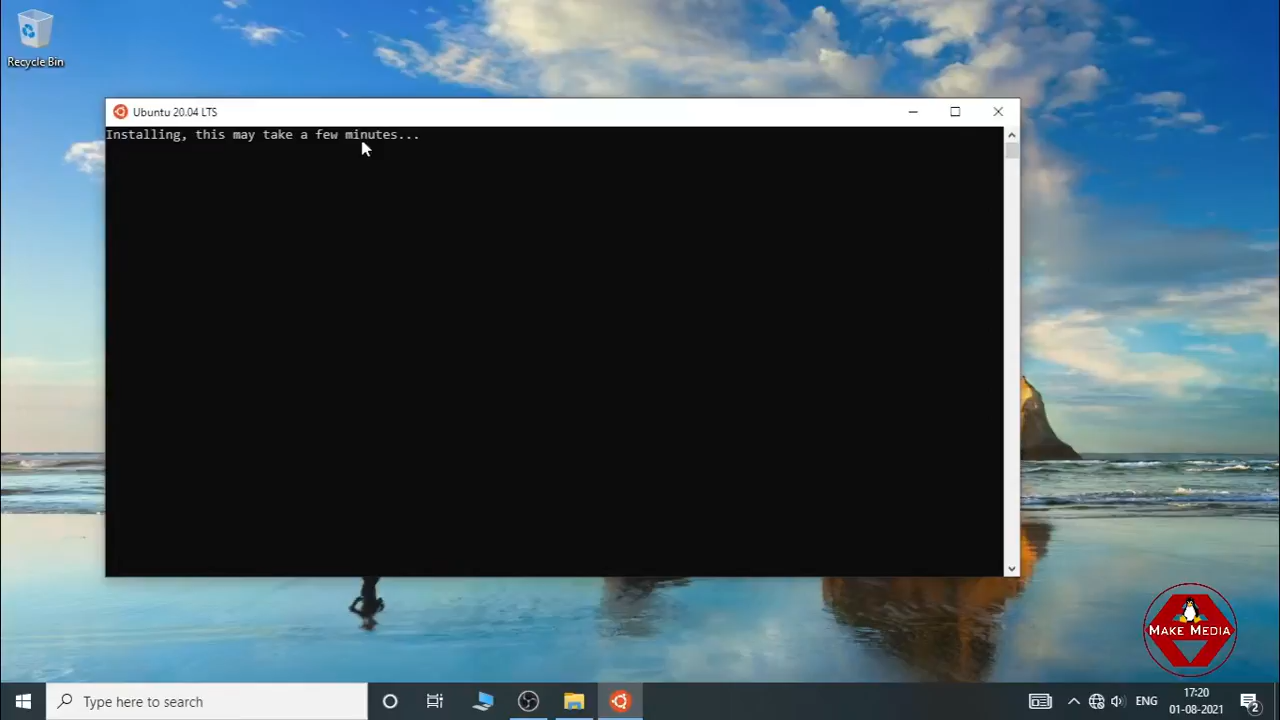 Recycle Bin
Ubuntu 20.04 LTS
Installing, this may take a few minutes...
MAKE MEDIA
Type here to search
ENG
17:20
01-08-2021
2